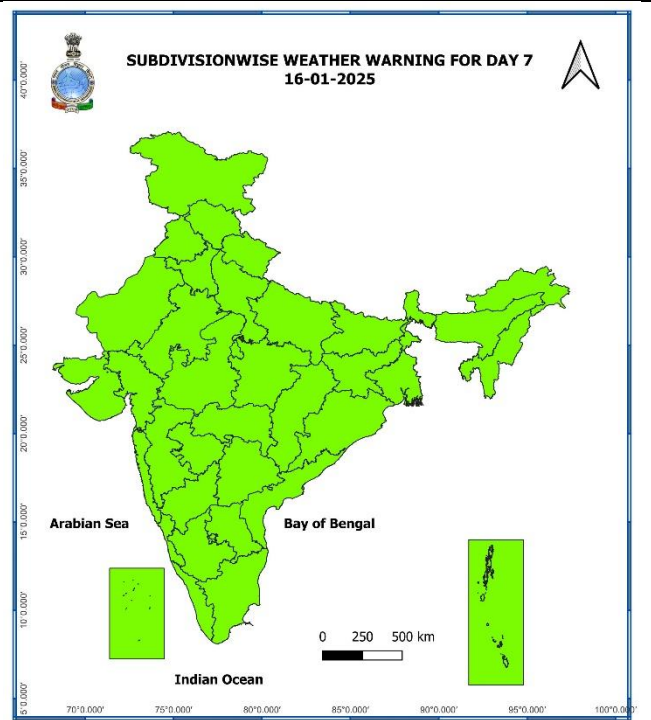 SUBDIVISIONWISE WEATHER WARNING FOR DAY 7
16-01-2025
40°0.000'
35°0.000'
30°0.000'
25°0.000'
20°0.000'
15°0.000'
10°0.000'
5°0.000'
Arabian Sea
Bay of Bengal
0 250 500 km
Indian Ocean
70°0.000' 75°0.000' 80°0.000' 85°0.000' 90°0.000' 95°0.000' 100°0.000'